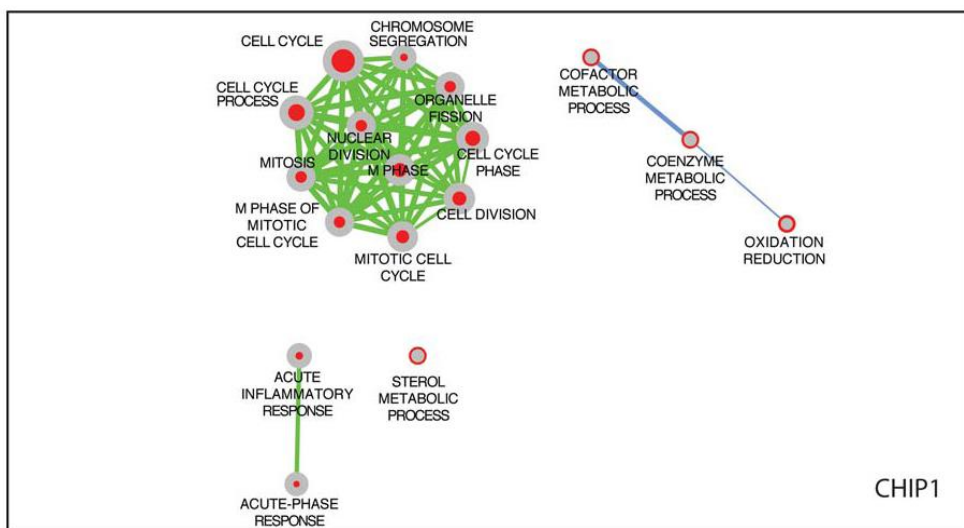 CELL CYCLE
CHROMOSOME
SEGREGATION
CELL CYCLE
PROCESS
ORGANELLE
FISSION
NUCLEAR
DIVISION
MITOSIS
M PHASE
CELL CYCLE
PHASE
M PHASE OF
MITOTIC
CELL CYCLE
CELL DIVISION
MITOTIC CELL
CYCLE
COFACTOR
METABOLIC
PROCESS
COENZYME
METABOLIC
PROCESS
OXIDATION
REDUCTION
ACUTE
INFLAMMATORY
RESPONSE
STEROL
METABOLIC
PROCESS
ACUTE-PHASE
RESPONSE
CHIP1